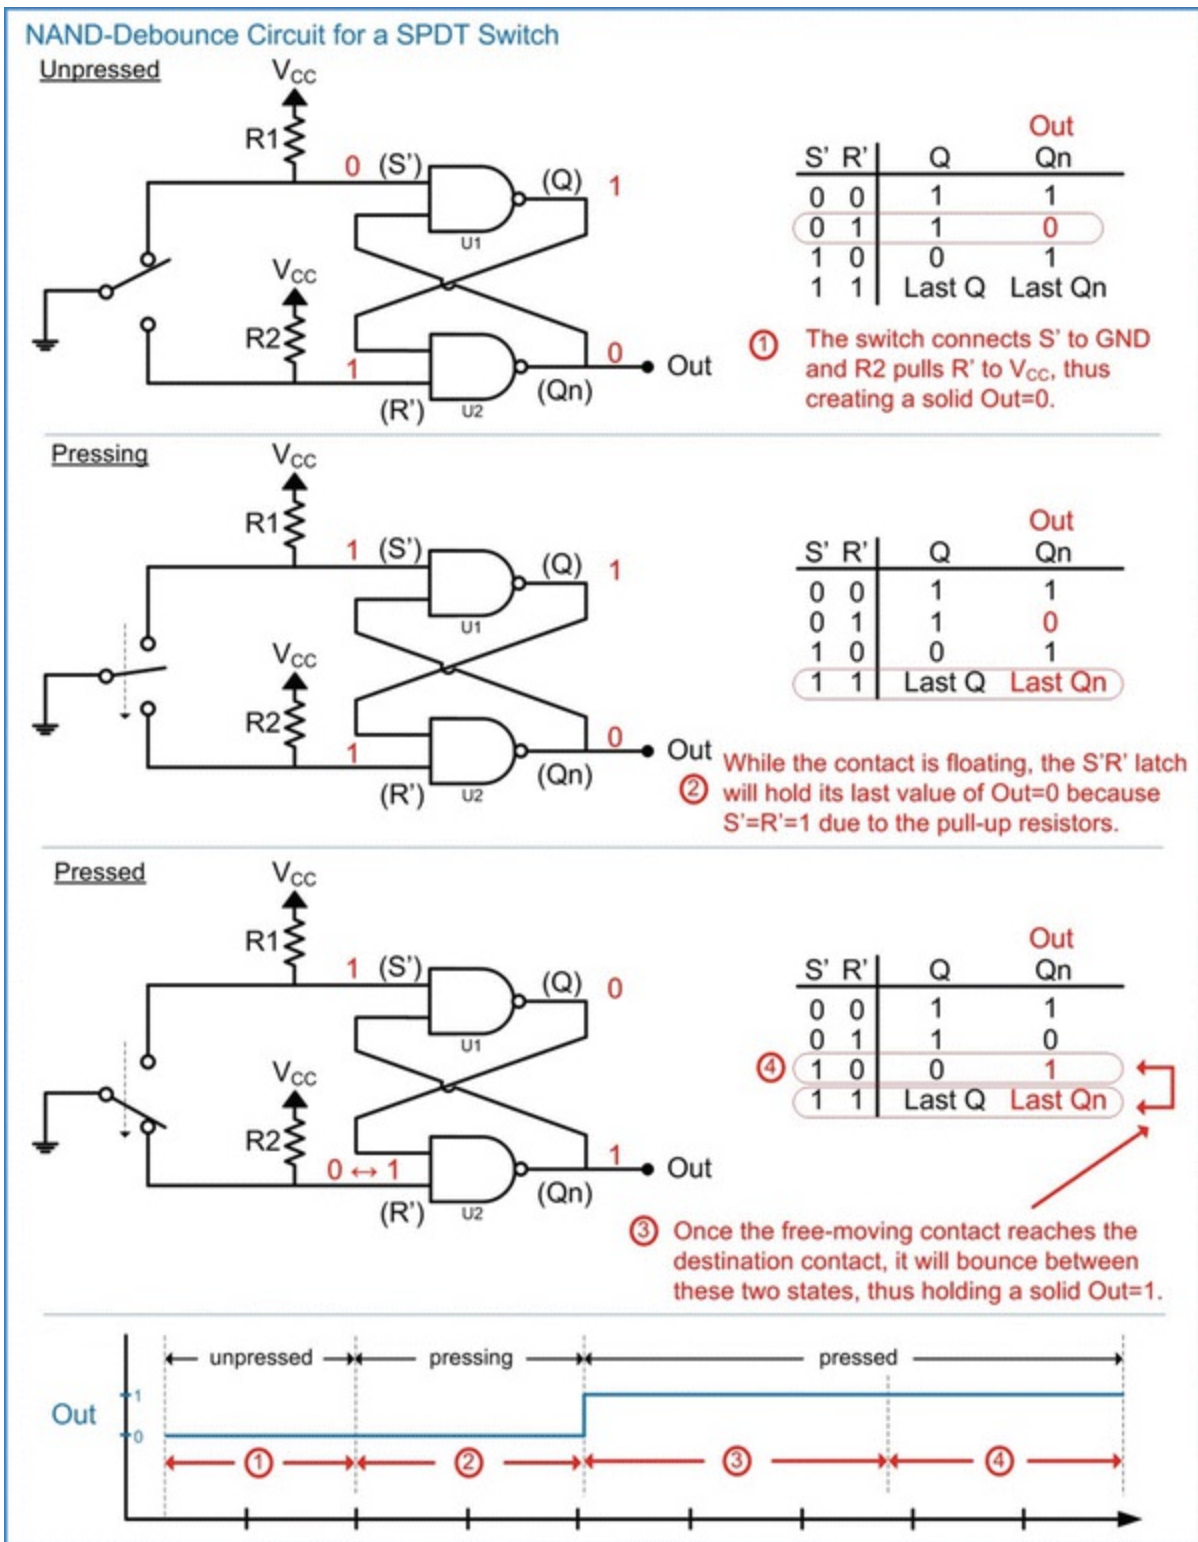 NAND-Debounce Circuit for a SPDT Switch
Unpressed
VCC
R1
0 (S')
(Q) 1
U1
VCC
R2
1
0
Out
(R')
U2
(Qn)
Out
S' R' Q Qn
0 0 1 1
0 1 1 0
1 0 0 1
1 1 Last Q Last Qn
1 The switch connects S' to GND
and R2 pulls R' to VCC, thus
creating a solid Out=0.
Pressing
VCC
R1
1 (S')
(Q) 1
U1
VCC
R2
1
0
Out
(R')
U2
(Qn)
Out
S' R' Q Qn
0 0 1 1
0 1 1 0
1 0 0 1
1 1 Last Q Last Qn
While the contact is floating, the S'R' latch
2 will hold its last value of Out=0 because
S'=R'=1 due to the pull-up resistors.
Pressed
VCC
R1
1 (S')
(Q) 0
U1
VCC
R2
0 ↔ 1
1
Out
(R')
U2
(Qn)
Out
S' R' Q Qn
0 0 1 1
0 1 1 0
4 1 0 0 1
1 1 Last Q Last Qn
3 Once the free-moving contact reaches the
destination contact, it will bounce between
these two states, thus holding a solid Out=1.
unpressed pressing pressed
1
Out
0
1 2 3 4